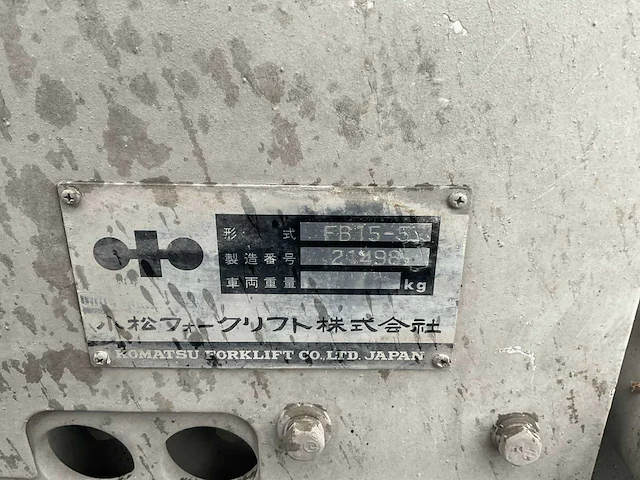 形式 FB15-5
製造番号 21498
車両重量 kg
小松フォークリフト株式会社
KOMATSU FORKLIFT CO.,LTD. JAPAN